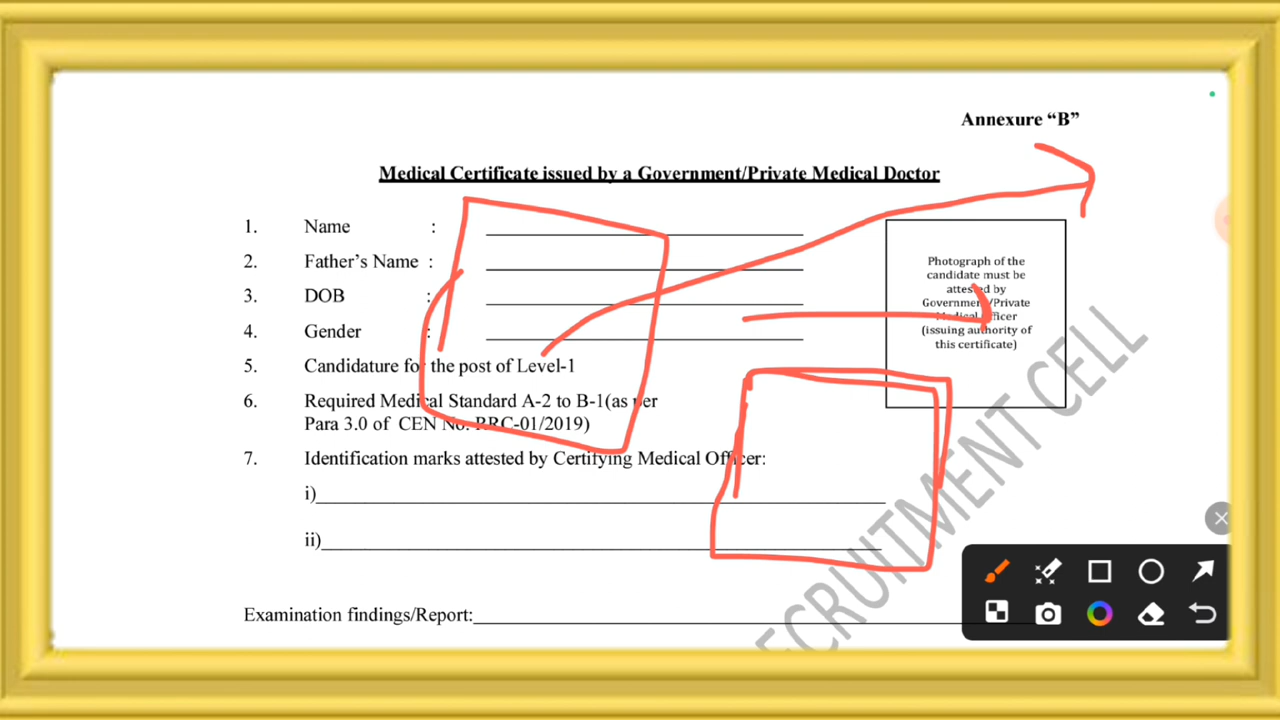 Annexure “B”
Medical Certificate issued by a Government/Private Medical Doctor
1. Name :
2. Father’s Name :
3. DOB :
4. Gender :
5. Candidature for the post of Level-1
6. Required Medical Standard A-2 to B-1(as per
Para 3.0 of CEN No. RRC-01/2019)
7. Identification marks attested by Certifying Medical Officer:
i)
ii)
Examination findings/Report:
Photograph of the
candidate must be
attested by
Government/Private
Medical Officer
(issuing authority of
this certificate)
RECRUITMENT CELL